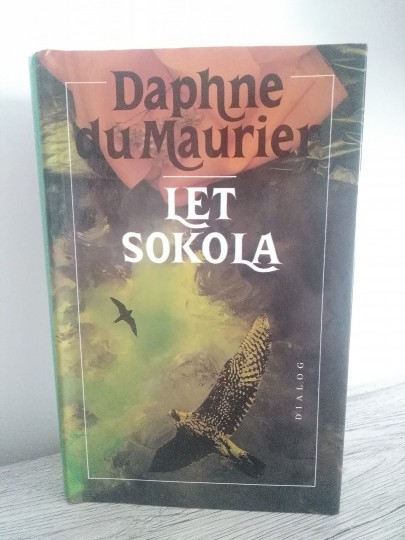 Daphne
du Maurier
LET
SOKOLA
DIALOG